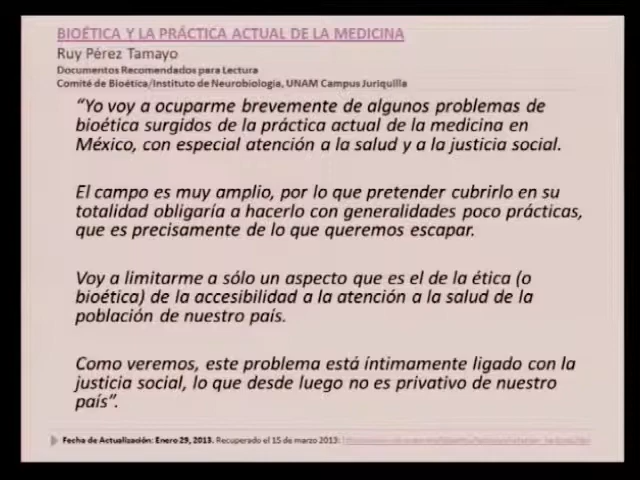 BIOÉTICA Y LA PRÁCTICA ACTUAL DE LA MEDICINA
Ruy Pérez Tamayo
Documentos Recomendados para Lectura
Comité de Bioética/Instituto de Neurobiología, UNAM Campus Juriquilla
“Yo voy a ocuparme brevemente de algunos problemas de
bioética surgidos de la práctica actual de la medicina en
México, con especial atención a la salud y a la justicia social.
El campo es muy amplio, por lo que pretender cubrirlo en su
totalidad obligaría a hacerlo con generalidades poco prácticas,
que es precisamente de lo que queremos escapar.
Voy a limitarme a sólo un aspecto que es el de la ética (o
bioética) de la accesibilidad a la atención a la salud de la
población de nuestro país.
Como veremos, este problema está íntimamente ligado con la
justicia social, lo que desde luego no es privativo de nuestro
país”.
Fecha de Actualización: Enero 29, 2013. Recuperado el 15 de marzo 2013: